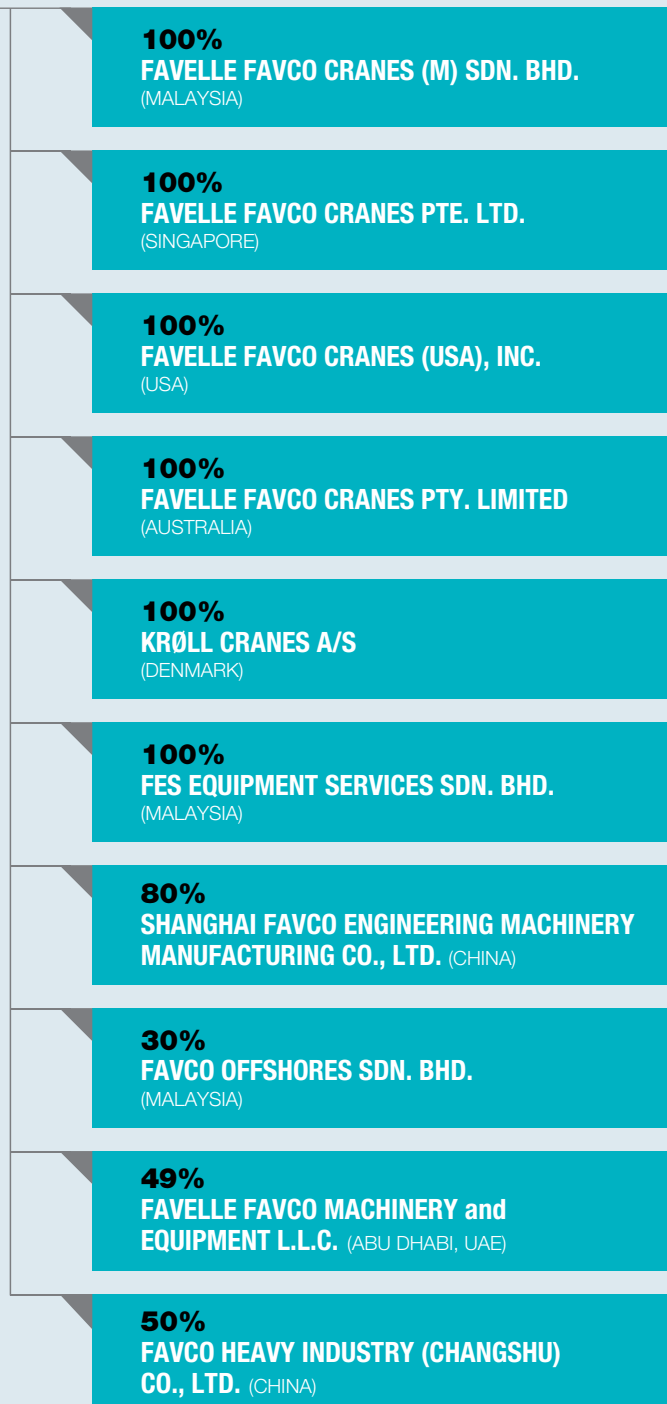 100%
FAVELLE FAVCO CRANES (M) SDN. BHD.
(MALAYSIA)
100%
FAVELLE FAVCO CRANES PTE. LTD.
(SINGAPORE)
100%
FAVELLE FAVCO CRANES (USA), INC.
(USA)
100%
FAVELLE FAVCO CRANES PTY. LIMITED
(AUSTRALIA)
100%
KRØLL CRANES A/S
(DENMARK)
100%
FES EQUIPMENT SERVICES SDN. BHD.
(MALAYSIA)
80%
SHANGHAI FAVCO ENGINEERING MACHINERY
MANUFACTURING CO., LTD. (CHINA)
30%
FAVCO OFFSHORES SDN. BHD.
(MALAYSIA)
49%
FAVELLE FAVCO MACHINERY and
EQUIPMENT L.L.C. (ABU DHABI, UAE)
50%
FAVCO HEAVY INDUSTRY (CHANGSHU)
CO., LTD. (CHINA)